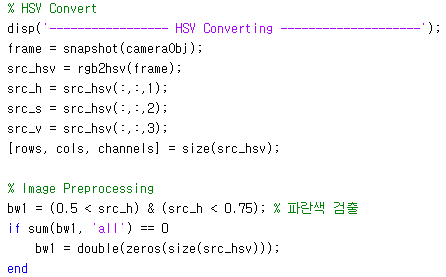 % HSV Convert
disp('----------------- HSV Converting --------------------');
frame = snapshot(cameraObj);
src_hsv = rgb2hsv(frame);
src_h = src_hsv(:,:,1);
src_s = src_hsv(:,:,2);
src_v = src_hsv(:,:,3);
[rows, cols, channels] = size(src_hsv);
% Image Preprocessing
bw1 = (0.5 < src_h) & (src_h < 0.75); % 파란색 검출
if sum(bw1, 'all') == 0
    bw1 = double(zeros(size(src_hsv)));
end